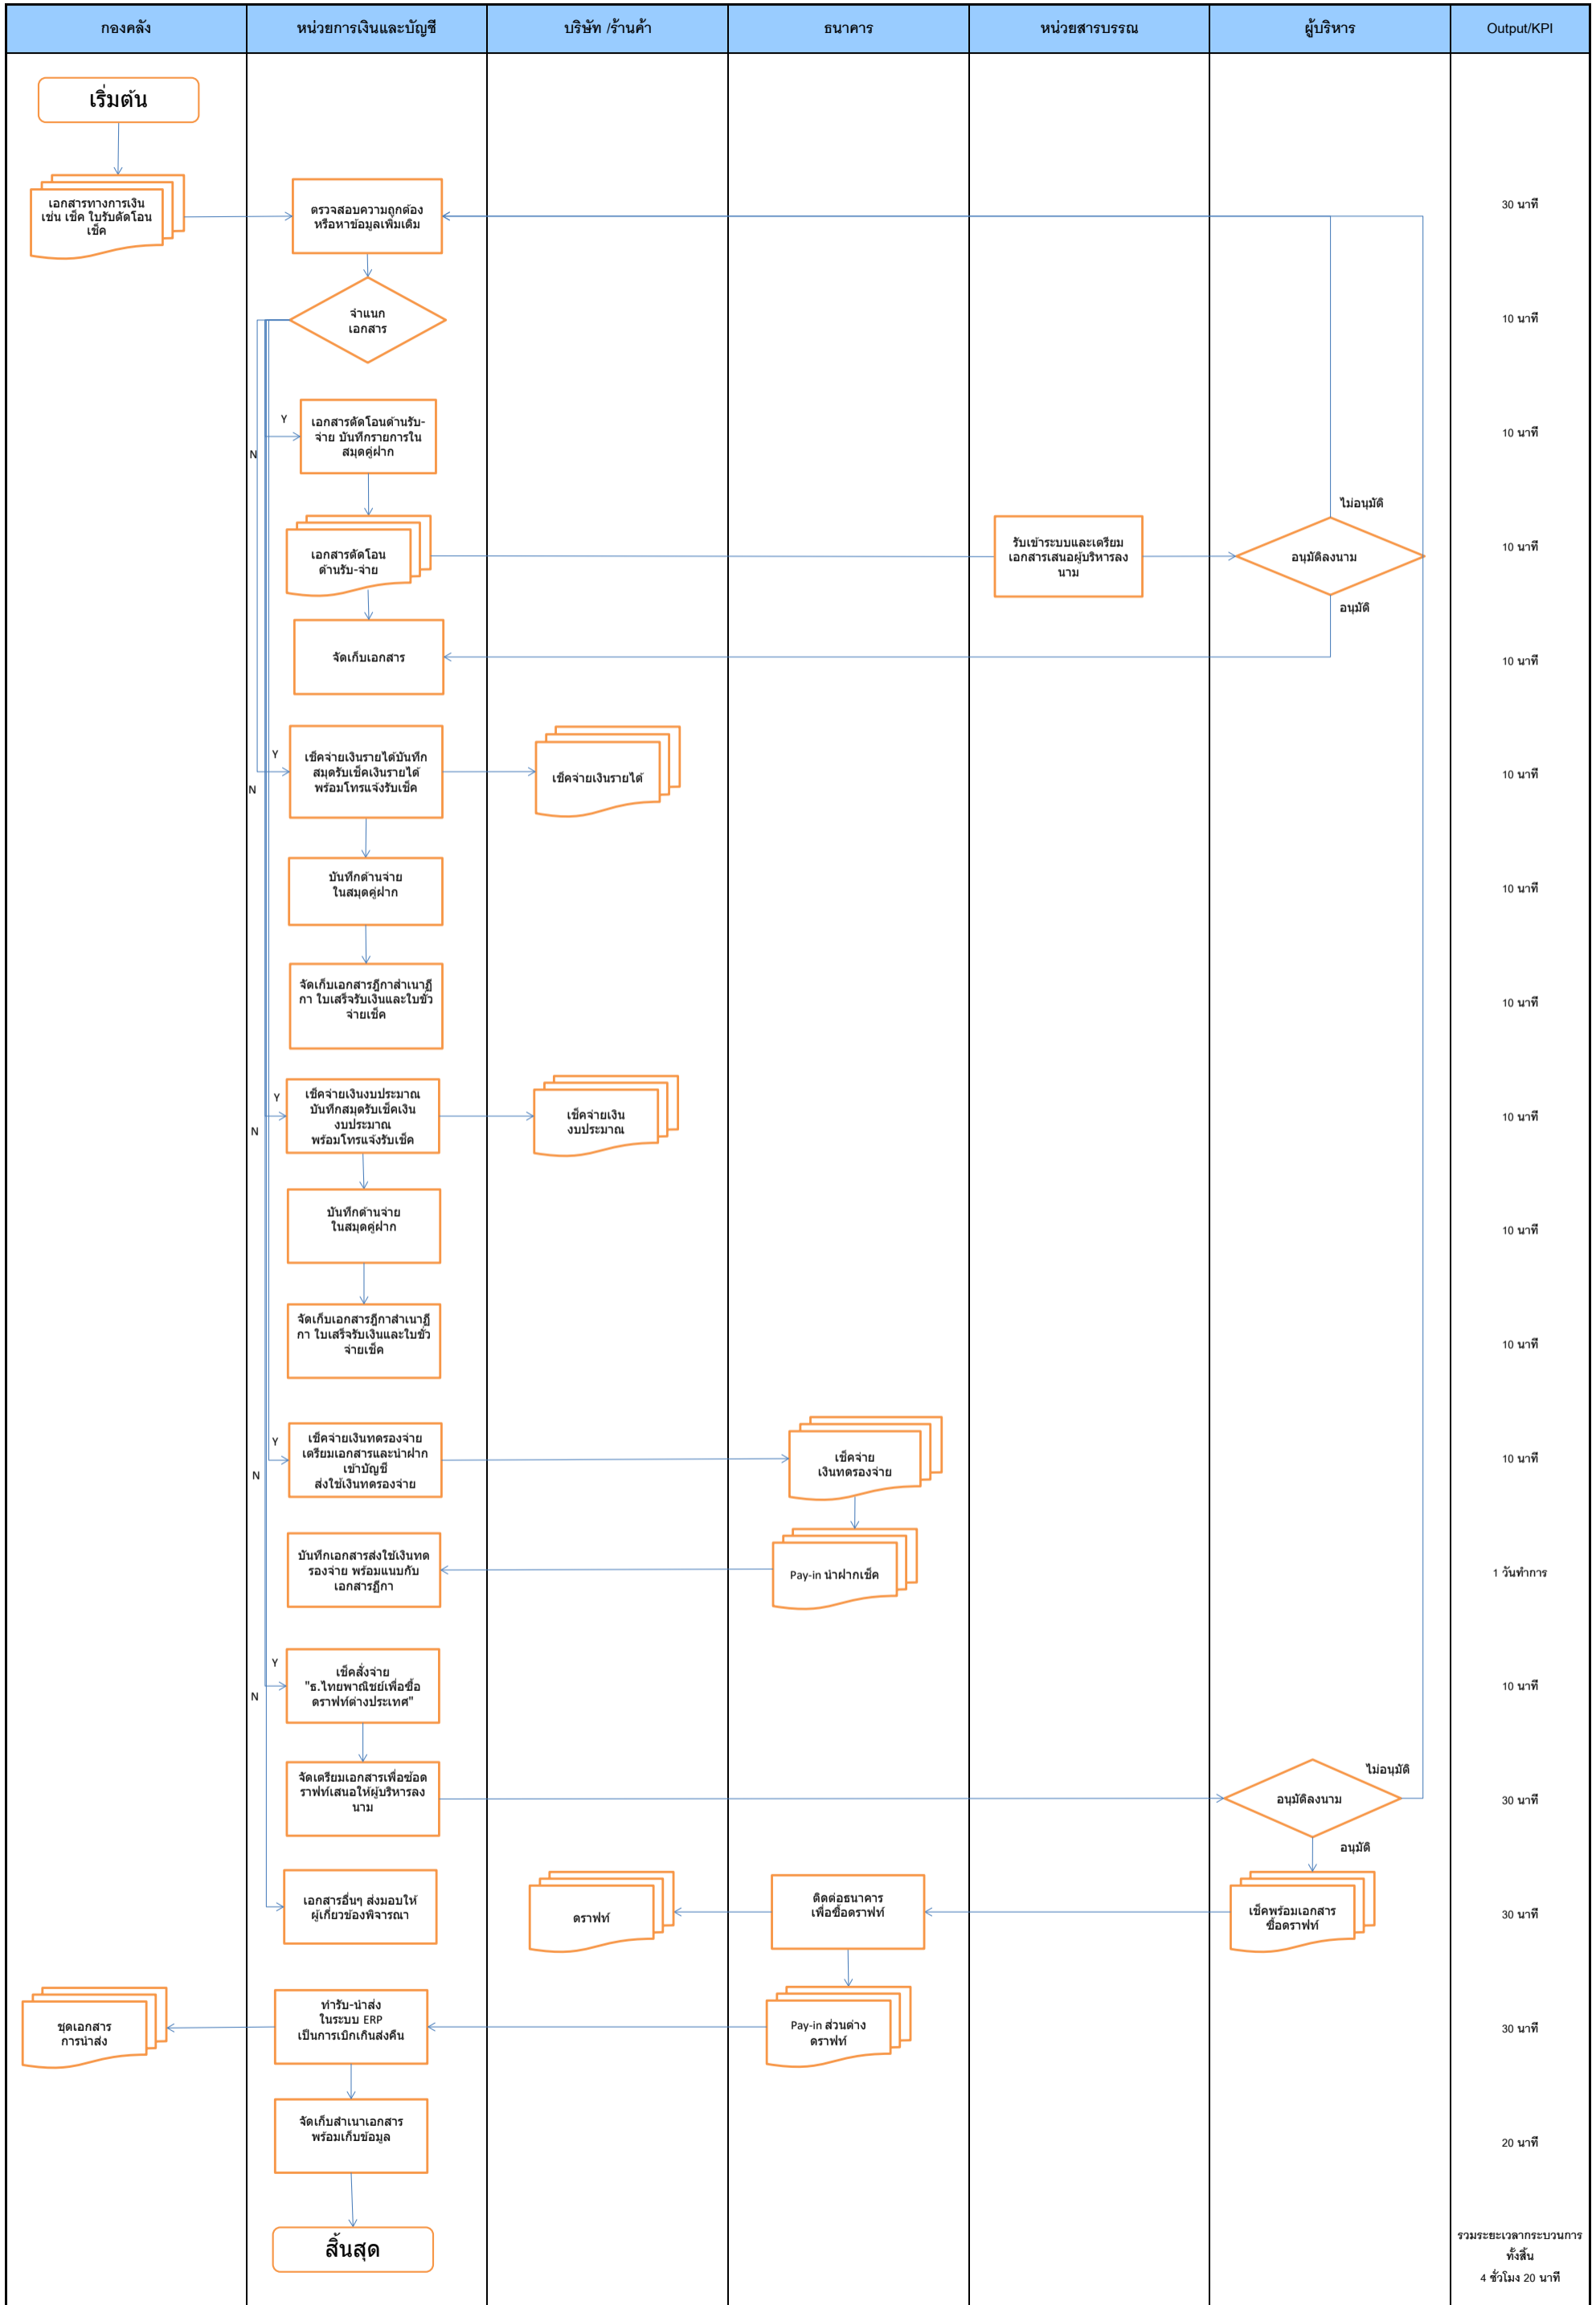 กองคลัง
หน่วยการเงินและบัญชี
บริษัท /ร้านค้า
ธนาคาร
หน่วยสารบรรณ
ผู้บริหาร
Output/KPI
เริ่มต้น
เอกสารทางการเงิน
เช่น เช็ค ใบรับตัดโอน
เช็ค
ตรวจสอบความถูกต้อง
หรือหาข้อมูลเพิ่มเติม
30 นาที
จำแนก
เอกสาร
10 นาที
Y
N
เอกสารตัดโอนด้านรับ-
จ่าย บันทึกรายการใน
สมุดคู่ฝาก
10 นาที
เอกสารตัดโอน
ด้านรับ-จ่าย
รับเข้าระบบและเตรียม
เอกสารเสนอผู้บริหารลง
นาม
ไม่อนุมัติ
อนุมัติลงนาม
อนุมัติ
10 นาที
จัดเก็บเอกสาร
10 นาที
Y
N
เช็คจ่ายเงินรายได้บันทึก
สมุดรับเช็คเงินรายได้
พร้อมโทรแจ้งรับเช็ค
เช็คจ่ายเงินรายได้
10 นาที
บันทึกด้านจ่าย
ในสมุดคู่ฝาก
10 นาที
จัดเก็บเอกสารฎีกาสำเนาฎี
กา ใบเสร็จรับเงินและใบขั้ว
จ่ายเช็ค
10 นาที
Y
N
เช็คจ่ายเงินงบประมาณ
บันทึกสมุดรับเช็คเงิน
งบประมาณ
พร้อมโทรแจ้งรับเช็ค
เช็คจ่ายเงิน
งบประมาณ
10 นาที
บันทึกด้านจ่าย
ในสมุดคู่ฝาก
10 นาที
จัดเก็บเอกสารฎีกาสำเนาฎี
กา ใบเสร็จรับเงินและใบขั้ว
จ่ายเช็ค
10 นาที
Y
N
เช็คจ่ายเงินทดรองจ่าย
เตรียมเอกสารและนำฝาก
เข้าบัญชี
ส่งใช้เงินทดรองจ่าย
เช็คจ่าย
เงินทดรองจ่าย
10 นาที
บันทึกเอกสารส่งใช้เงินทด
รองจ่าย พร้อมแนบกับ
เอกสารฎีกา
Pay-in นำฝากเช็ค
1 วันทำการ
Y
N
เช็คสั่งจ่าย
"ธ.ไทยพาณิชย์เพื่อซื้อ
ดราฟท์ต่างประเทศ"
10 นาที
จัดเตรียมเอกสารเพื่อซ้อด
ราฟท์เสนอให้ผู้บริหารลง
นาม
ไม่อนุมัติ
อนุมัติลงนาม
อนุมัติ
30 นาที
เอกสารอื่นๆ ส่งมอบให้
ผู้เกี่ยวข้องพิจารณา
ดราฟท์
ติดต่อธนาคาร
เพื่อซื้อดราฟท์
เช็คพร้อมเอกสาร
ซื้อดราฟท์
30 นาที
ชุดเอกสาร
การนำส่ง
ทำรับ-นำส่ง
ในระบบ ERP
เป็นการเบิกเกินส่งคืน
Pay-in ส่วนต่าง
ดราฟท์
30 นาที
จัดเก็บสำเนาเอกสาร
พร้อมเก็บข้อมูล
20 นาที
สิ้นสุด
รวมระยะเวลากระบวนการ
ทั้งสิ้น
4 ชั่วโมง 20 นาที